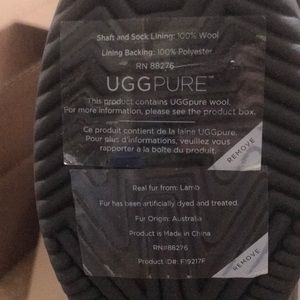 Shaft and Sock Lining: 100% Wool
Lining Backing: 100% Polyester
RN 88276
UGGPURE™
This product contains UGGpure wool.
For more information, please see the product box.
Ce produit contient de la laine UGGpure.
Pour plus d'informations, veuillez vous
rapporter à la boîte du produit.
REMOVE
Real fur from: Lamb
Fur has been artificially dyed and treated.
Fur Origin: Australia
Product is Made in China
RN#88276
Product ID#: F19217F
REMOVE